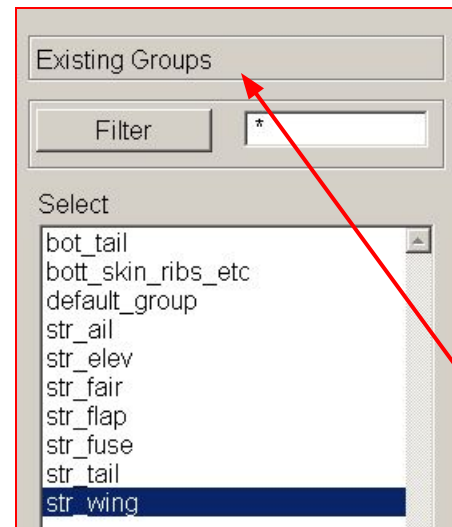 Existing Groups
Filter *
Select
bot_tail
bott_skin_ribs_etc
default_group
str_ail
str_elev
str_fair
str_flap
str_fuse
str_tail
str_wing